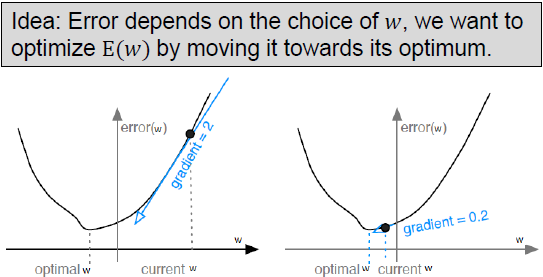 Idea: Error depends on the choice of w, we want to
optimize E(w) by moving it towards its optimum.
error(w)
gradient = 2
w
optimal w
current w
error(w)
gradient = 0.2
w
optimal w
current w